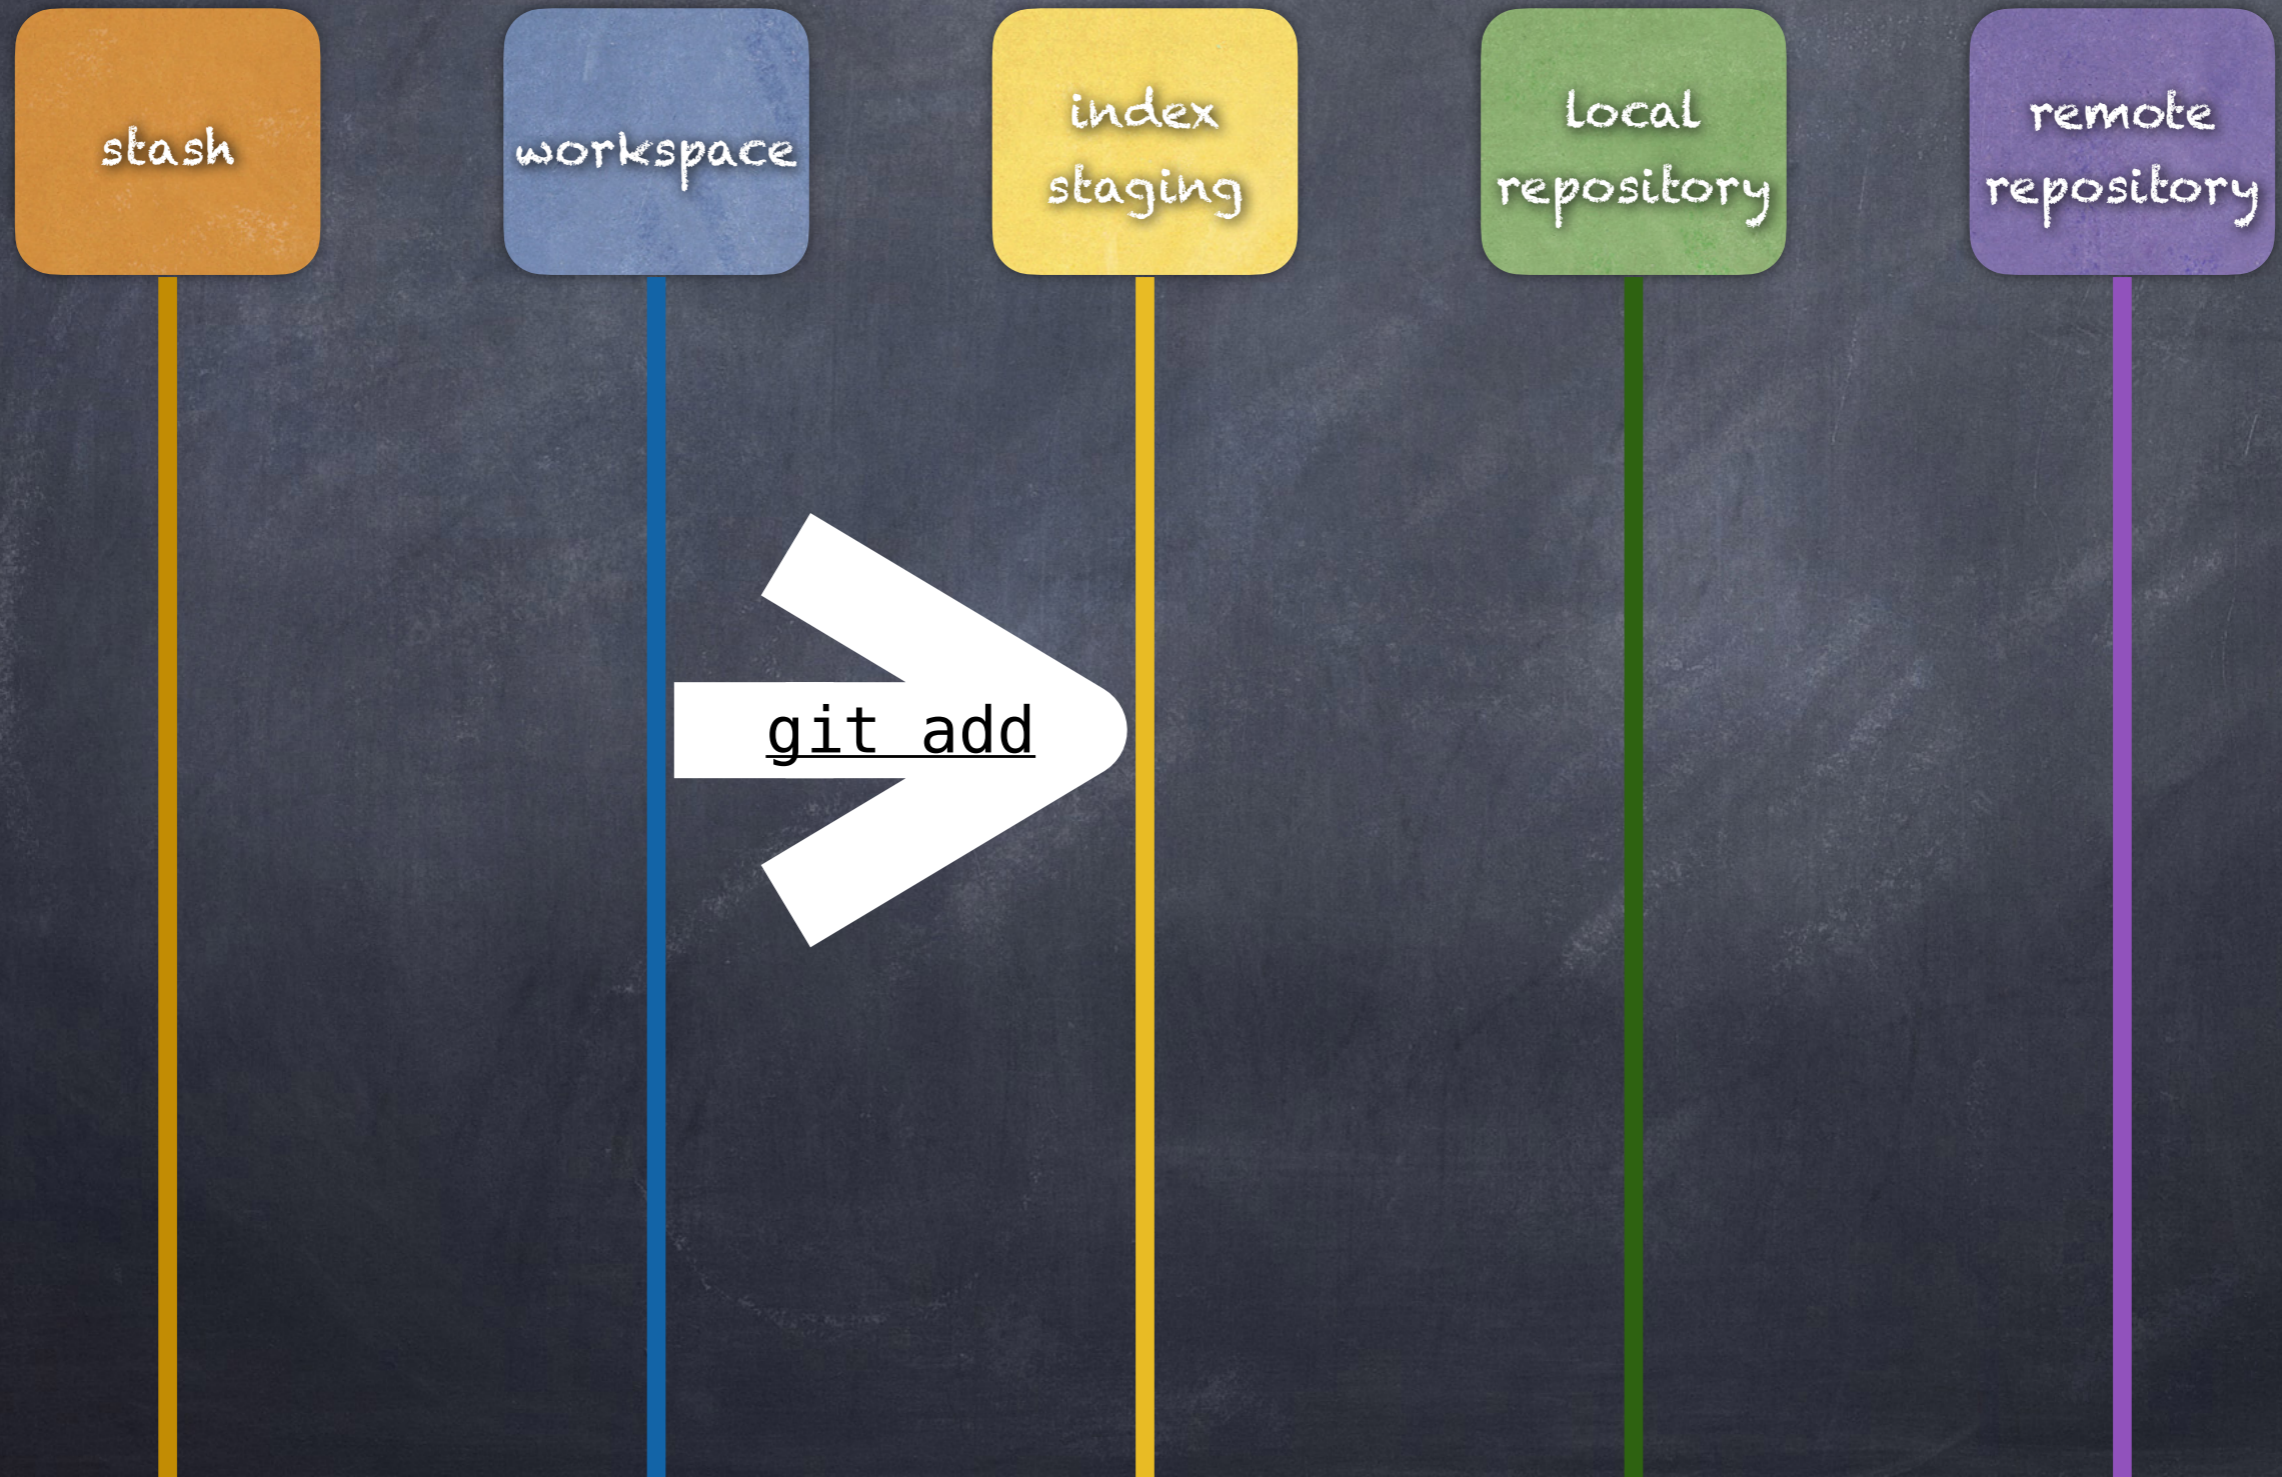 stash
workspace
index
staging
local
repository
remote
repository
git add